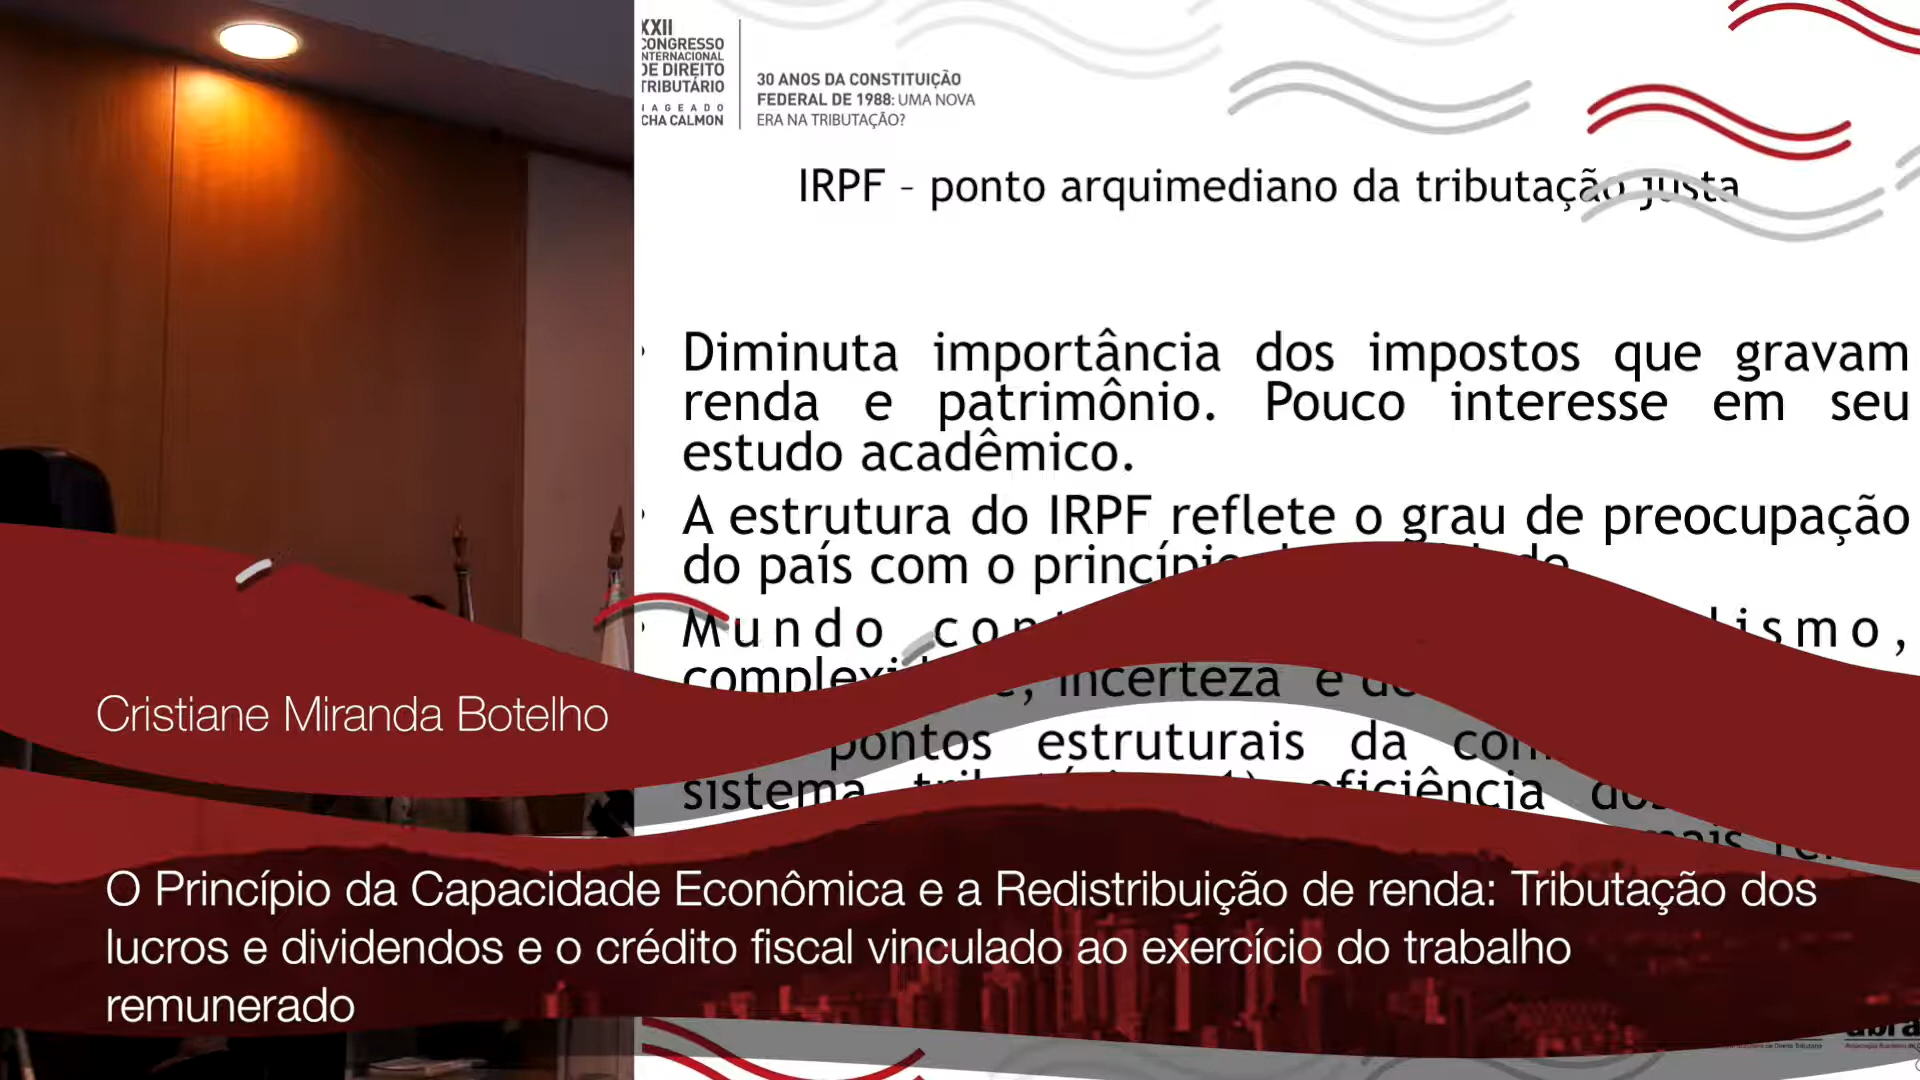 XXII
CONGRESSO
INTERNACIONAL
DE DIREITO
TRIBUTÁRIO
CHA CALMON
30 ANOS DA CONSTITUIÇÃO
FEDERAL DE 1988: UMA NOVA
ERA NA TRIBUTAÇÃO?
IRPF – ponto arquimediano da tributação justa
Diminuta importância dos impostos que gravam
renda e patrimônio. Pouco interesse em seu
estudo acadêmico.
A estrutura do IRPF reflete o grau de preocupação
do país com o princípio
Mundo
incerteza e
pontos estruturais da
sistema eficiência
mais
Cristiane Miranda Botelho
O Princípio da Capacidade Econômica e a Redistribuição de renda: Tributação dos
lucros e dividendos e o crédito fiscal vinculado ao exercício do trabalho
remunerado